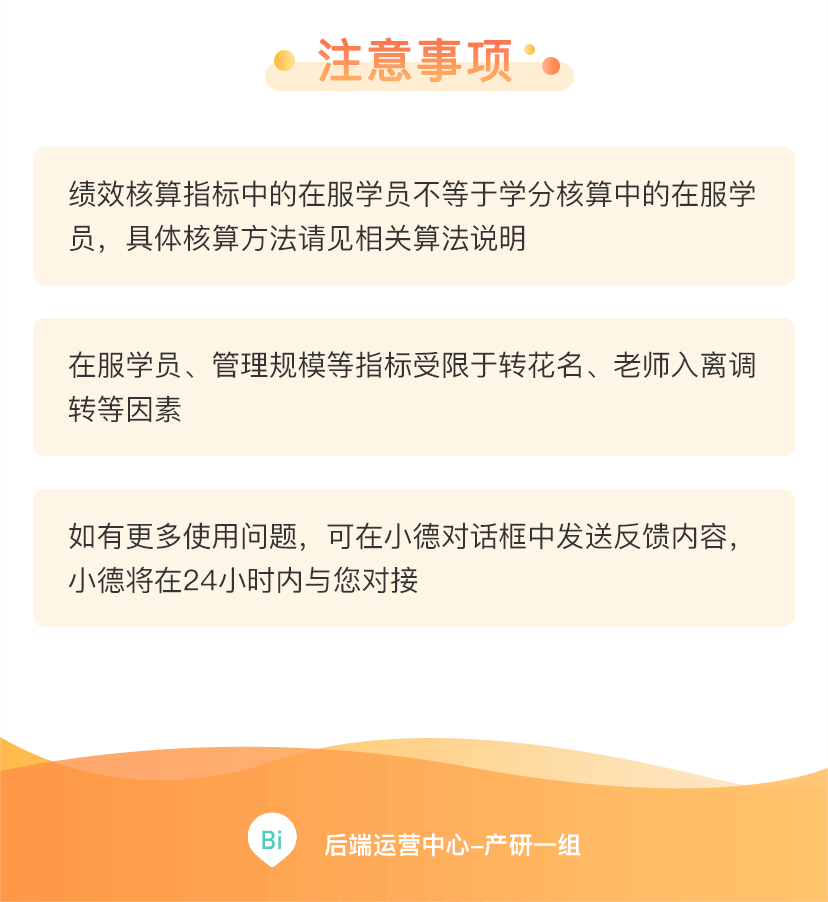 注意事项
绩效核算指标中的在服学员不等于学分核算中的在服学
员，具体核算方法请见相关算法说明
在服学员、管理规模等指标受限于转花名、老师入离调
转等因素
如有更多使用问题，可在小德对话框中发送反馈内容，
小德将在24小时内与您对接
Bi
后端运营中心-产研一组